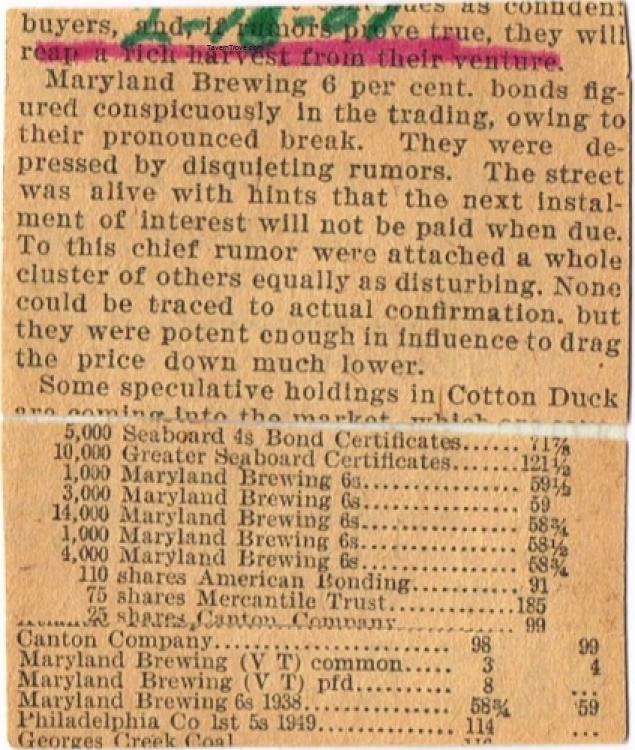 as confident
buyers, and, if rumors prove true, they will
reap a rich harvest from their venture.
TavernTrove.com
Maryland Brewing 6 per cent. bonds fig-
ured conspicuously in the trading, owing to
their pronounced break. They were de-
pressed by disquieting rumors. The street
was alive with hints that the next instal-
ment of interest will not be paid when due.
To this chief rumor were attached a whole
cluster of others equally as disturbing. None
could be traced to actual confirmation. but
they were potent enough in influence to drag
the price down much lower.
Some speculative holdings in Cotton Duck
are coming into the market, which
5,000 Seaboard 4s Bond Certificates...... 71⅞
10,000 Greater Seaboard Certificates......121½
1,000 Maryland Brewing 6s................ 59½
3,000 Maryland Brewing 6s................ 59
14,000 Maryland Brewing 6s................ 58¾
1,000 Maryland Brewing 6s................ 58½
4,000 Maryland Brewing 6s................ 58¾
110 shares American Bonding............ 91
75 shares Mercantile Trust.............185
25 shares Canton Company............... 99
Canton Company.......................... 98 99
Maryland Brewing (V T) common.... 3 4
Maryland Brewing (V T) pfd......... 8 ...
Maryland Brewing 6s 1938............. 58¾ 59
Philadelphia Co 1st 5s 1949............ 114 ...
Georges Creek Coal